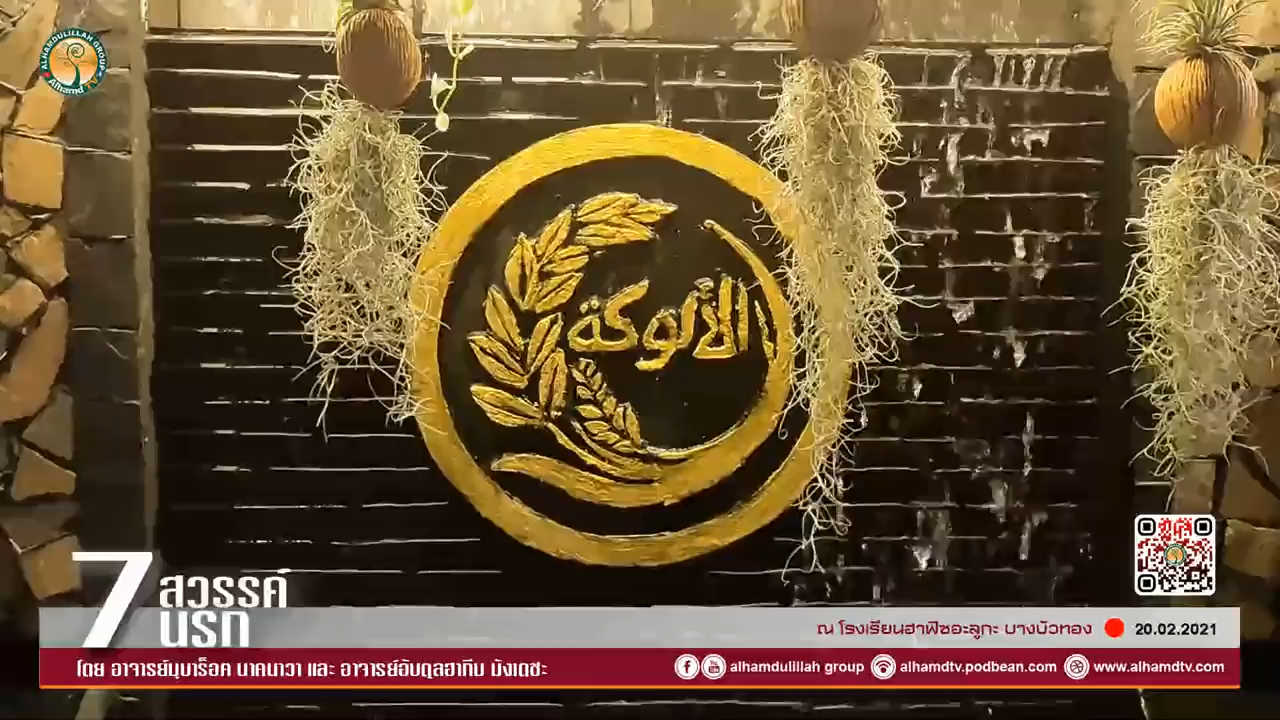 ALHAMDULILLAH GROUP
Alhamd
الألوكة
7 สวรรค์
นรก
ณ โรงเรียนฮาฟิซอะลูกะ บางบัวทอง 20.02.2021
โดย อาจารย์มุบาร็อค นาคนาวา และ อาจารย์อับดุลฮากีม มังเดชะ
alhamdulillah group alhamdtv.podbean.com www.alhamdtv.com